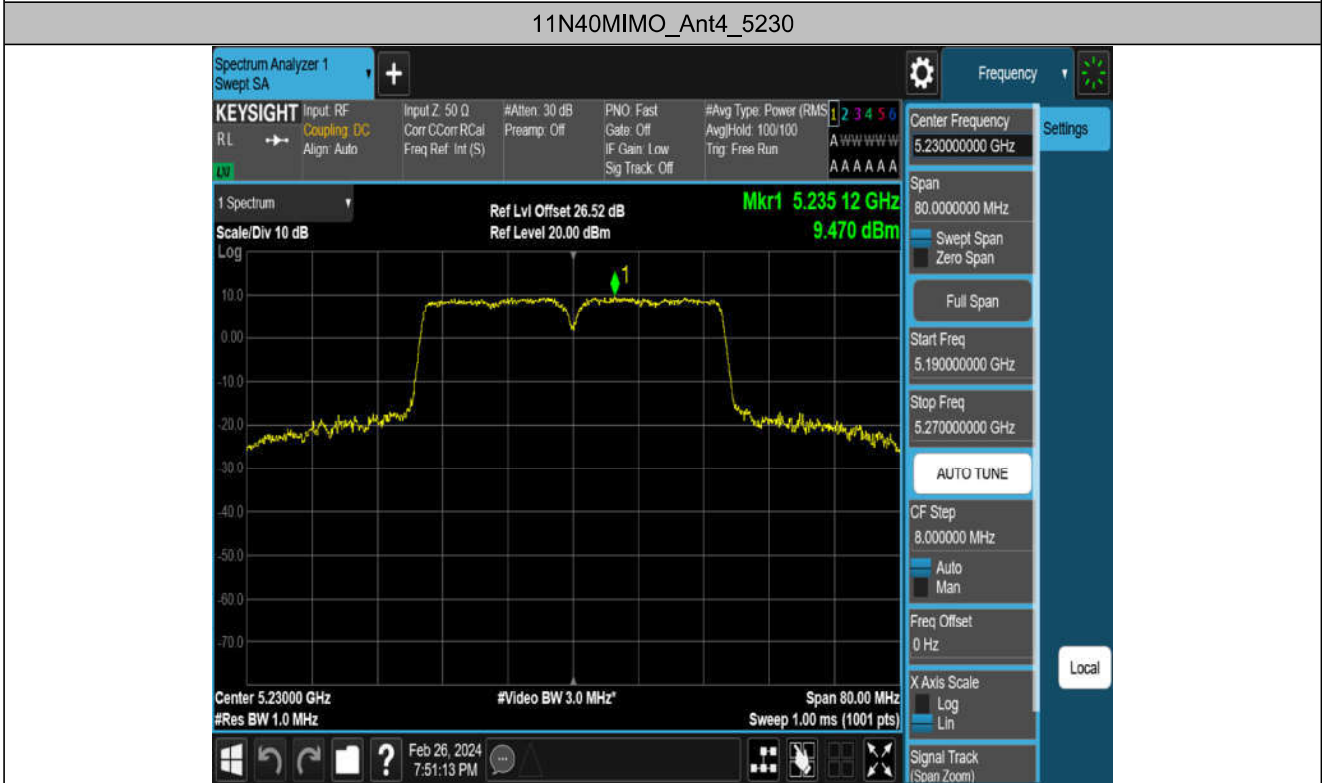 11N40MIMO_Ant4_5230
Spectrum Analyzer 1
Swept SA
+
Frequency
KEYSIGHT
RL
LXI
Input: RF
Coupling: DC
Align: Auto
Input Z: 50 Ω
Corr CCorr RCal
Freq Ref: Int (S)
#Atten: 30 dB
Preamp: Off
PNO: Fast
Gate: Off
IF Gain: Low
Sig Track: Off
#Avg Type: Power (RMS
Avg|Hold: 100/100
Trig: Free Run
1 2 3 4 5 6
A W W W W W
A A A A A A
1 Spectrum
Scale/Div 10 dB
Log
Ref Lvl Offset 26.52 dB
Ref Level 20.00 dBm
Mkr1 5.235 12 GHz
9.470 dBm
1
10.0
0.00
-10.0
-20.0
-30.0
-40.0
-50.0
-60.0
-70.0
Center 5.23000 GHz
#Res BW 1.0 MHz
#Video BW 3.0 MHz*
Span 80.00 MHz
Sweep 1.00 ms (1001 pts)
?
Feb 26, 2024
7:51:13 PM
Center Frequency
5.230000000 GHz
Span
80.0000000 MHz
Swept Span
Zero Span
Full Span
Start Freq
5.190000000 GHz
Stop Freq
5.270000000 GHz
AUTO TUNE
CF Step
8.000000 MHz
Auto
Man
Freq Offset
0 Hz
X Axis Scale
Log
Lin
Signal Track
(Span Zoom)
Settings
Local